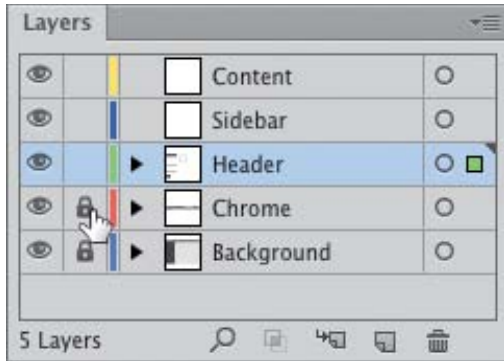 Layers
Content
Sidebar
Header
Chrome
Background
5 Layers